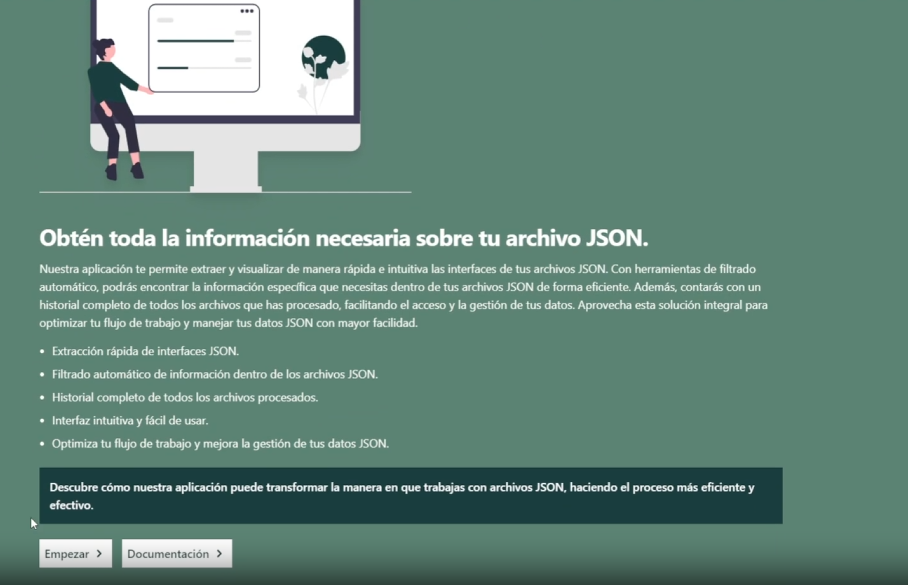 Obtén toda la información necesaria sobre tu archivo JSON.
Nuestra aplicación te permite extraer y visualizar de manera rápida e intuitiva las interfaces de tus archivos JSON. Con herramientas de filtrado
automático, podrás encontrar la información específica que necesitas dentro de tus archivos JSON de forma eficiente. Además, contarás con un
historial completo de todos los archivos que has procesado, facilitando el acceso y la gestión de tus datos. Aprovecha esta solución integral para
optimizar tu flujo de trabajo y manejar tus datos JSON con mayor facilidad.
• Extracción rápida de interfaces JSON.
• Filtrado automático de información dentro de los archivos JSON.
• Historial completo de todos los archivos procesados.
• Interfaz intuitiva y fácil de usar.
• Optimiza tu flujo de trabajo y mejora la gestión de tus datos JSON.
Descubre cómo nuestra aplicación puede transformar la manera en que trabajas con archivos JSON, haciendo el proceso más eficiente y
efectivo.
Empezar
Documentación